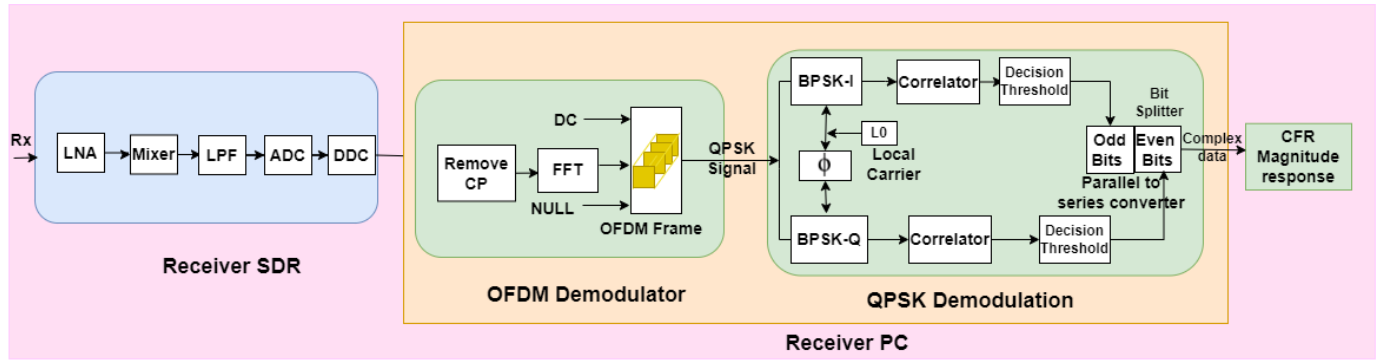 Rx
LNA
Mixer
LPF
ADC
DDC
Receiver SDR
DC
Remove
CP
FFT
NULL
OFDM Frame
OFDM Demodulator
QPSK
Signal
BPSK-I
Correlator
Decision
Threshold
L0
Local
Carrier
ϕ
BPSK-Q
Correlator
Decision
Threshold
Bit
Splitter
Odd
Bits
Even
Bits
Parallel to
series converter
QPSK Demodulation
Complex
data
CFR
Magnitude
response
Receiver PC